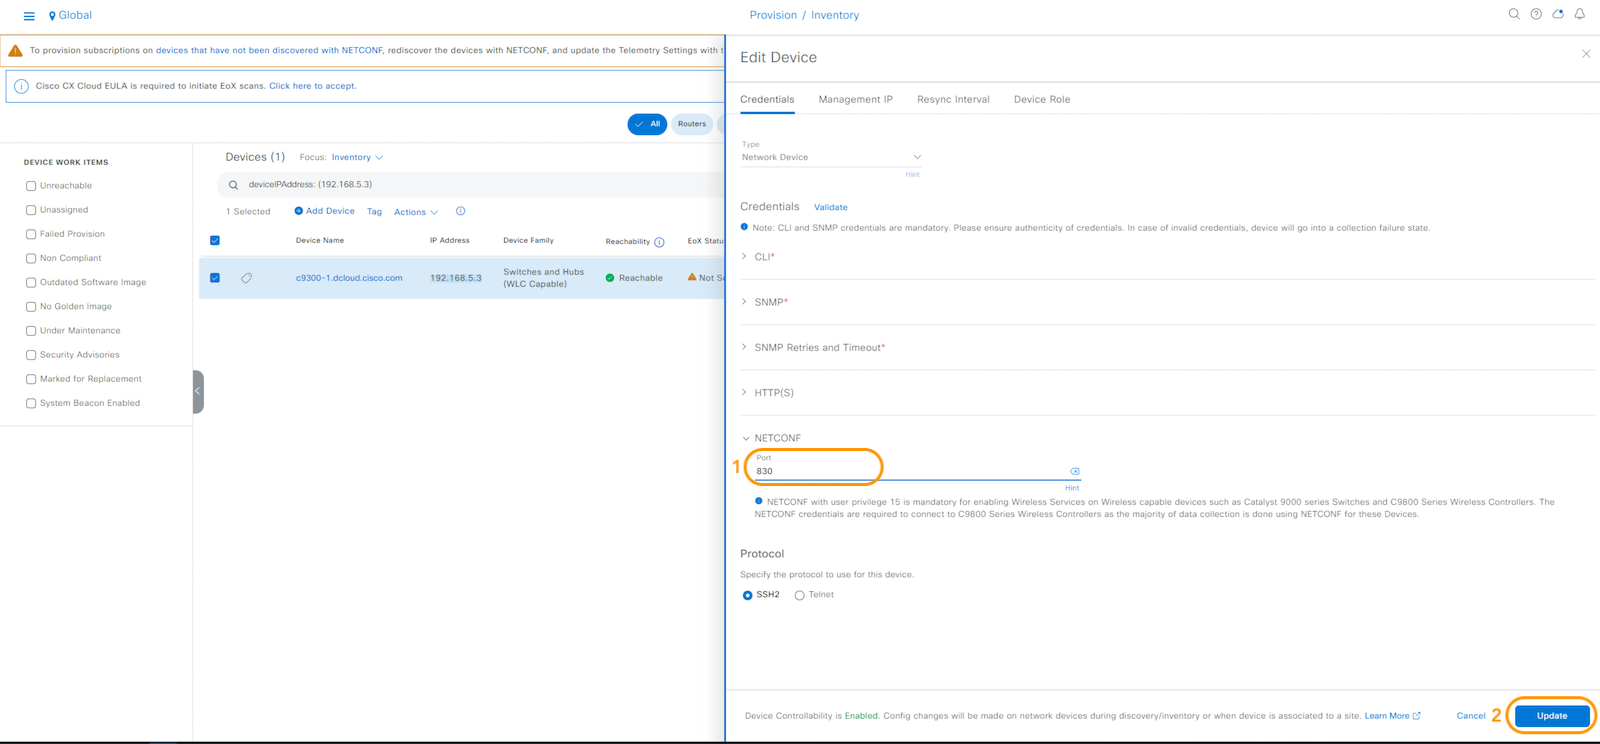 Global
Provision / Inventory
To provision subscriptions on devices that have not been discovered with NETCONF, rediscover the devices with NETCONF, and update the Telemetry Settings with
Cisco CX Cloud EULA is required to initiate EoX scans. Click here to accept.
All
Routers
DEVICE WORK ITEMS
Unreachable
Unassigned
Failed Provision
Non Compliant
Outdated Software Image
No Golden Image
Under Maintenance
Security Advisories
Marked for Replacement
System Beacon Enabled
Devices (1)
Focus: Inventory
deviceIPAddress: (192.168.5.3)
1 Selected
Add Device
Tag
Actions
Device Name
IP Address
Device Family
Reachability
EoX Statu
c9300-1.dcloud.cisco.com
192.168.5.3
Switches and Hubs
(WLC Capable)
Reachable
Not Se
Edit Device
Credentials
Management IP
Resync Interval
Device Role
Type
Network Device
Hint
Credentials
Validate
Note: CLI and SNMP credentials are mandatory. Please ensure authenticity of credentials. In case of invalid credentials, device will go into a collection failure state.
CLI*
SNMP*
SNMP Retries and Timeout*
HTTP(S)
NETCONF
1
Port
830
Hint
NETCONF with user privilege 15 is mandatory for enabling Wireless Services on Wireless capable devices such as Catalyst 9000 series Switches and C9800 Series Wireless Controllers. The
NETCONF credentials are required to connect to C9800 Series Wireless Controllers as the majority of data collection is done using NETCONF for these Devices.
Protocol
Specify the protocol to use for this device.
SSH2
Telnet
Device Controllability is Enabled. Config changes will be made on network devices during discovery/inventory or when device is associated to a site. Learn More
Cancel
2
Update